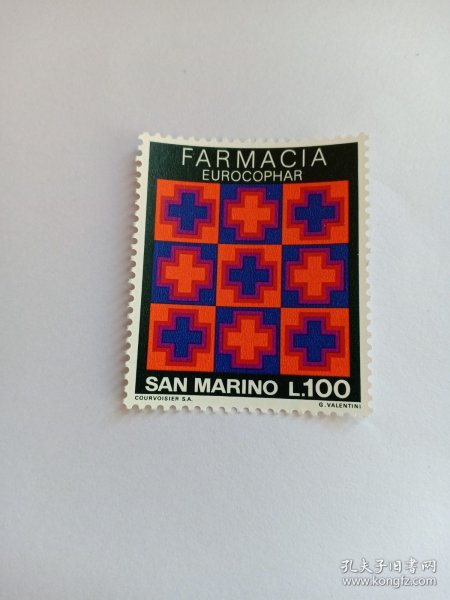 FARMACIA
EUROCOPHAR
SAN MARINO L.100
COURVOISIER S.A. G. VALENTINI
孔夫子旧书网
www.kongfz.com